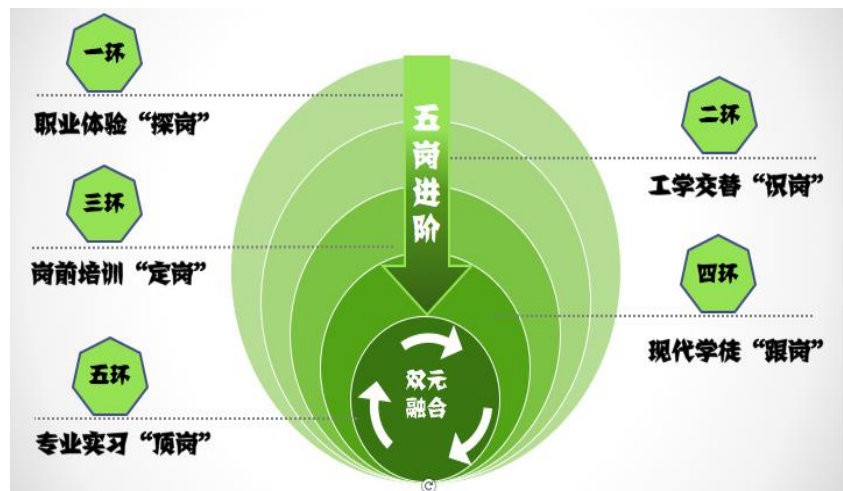 一环
职业体验“探岗”
二环
工学交替“识岗”
三环
岗前培训“定岗”
四环
现代学徒“跟岗”
五环
专业实习“顶岗”
五岗进阶
双元
融合